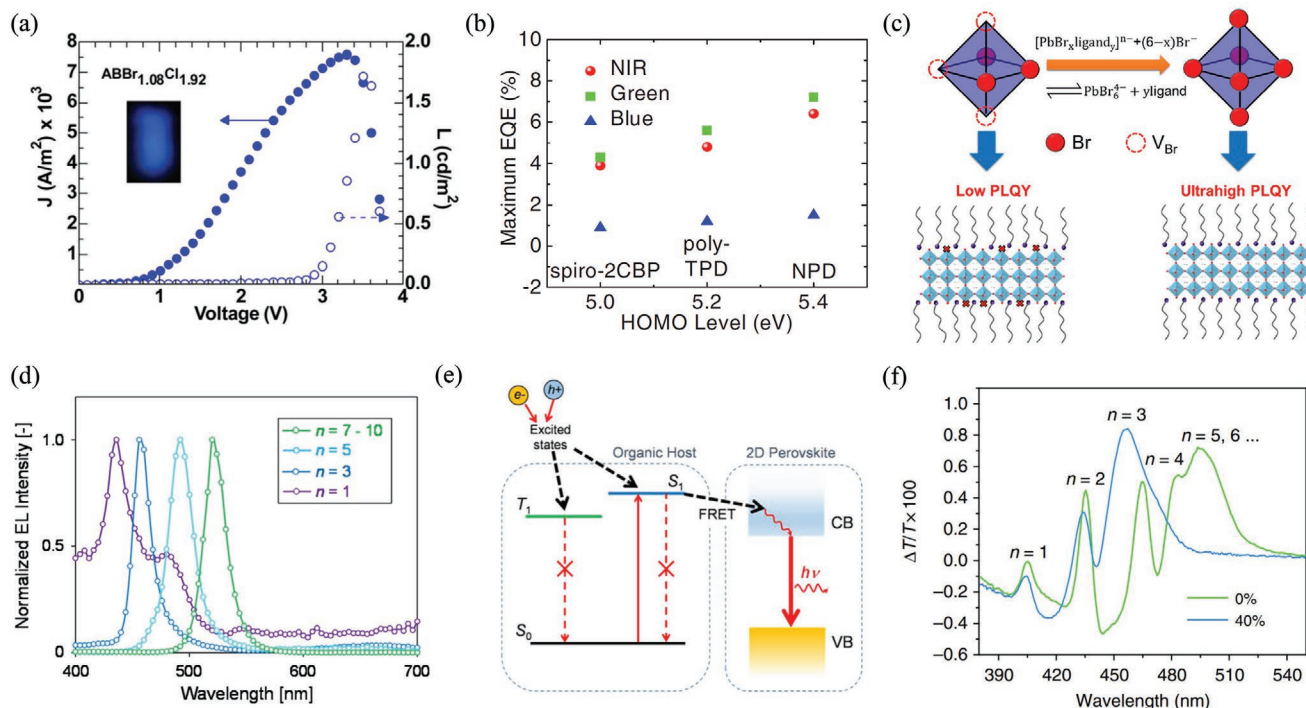 (a)
ABBr1.08Cl1.92
J (A/m²) x 10³
8
7
6
5
4
3
2
1
0 1 2 3 4
Voltage (V)
2.0
1.5
1.0
0.5
0.0
L (cd/m²)
(b)
Maximum EQE (%)
10
8
6
4
2
0
-2
NIR
Green
Blue
spiro-2CBP
poly-
TPD
NPD
5.0 5.2 5.4
HOMO Level (eV)
(c)
[PbBrxligandy]ⁿ⁻+(6−x)Br⁻
PbBr₆⁴⁻ + yligand
Br VBr
Low PLQY Ultrahigh PLQY
(d)
Normalized EL Intensity [-]
1.0
0.5
0
n = 7 - 10
n = 5
n = 3
n = 1
400 500 600 700
Wavelength [nm]
(e)
e- h+
Excited
states
Organic Host
2D Perovskite
S1
T1
FRET
CB
hν
S0
VB
(f)
ΔT/T × 100
1.0
0.8
0.6
0.4
0.2
0.0
−0.2
−0.4
−0.6
n = 1
n = 2
n = 3
n = 4
n = 5, 6 ...
0%
40%
390 420 450 480 510 540
Wavelength (nm)